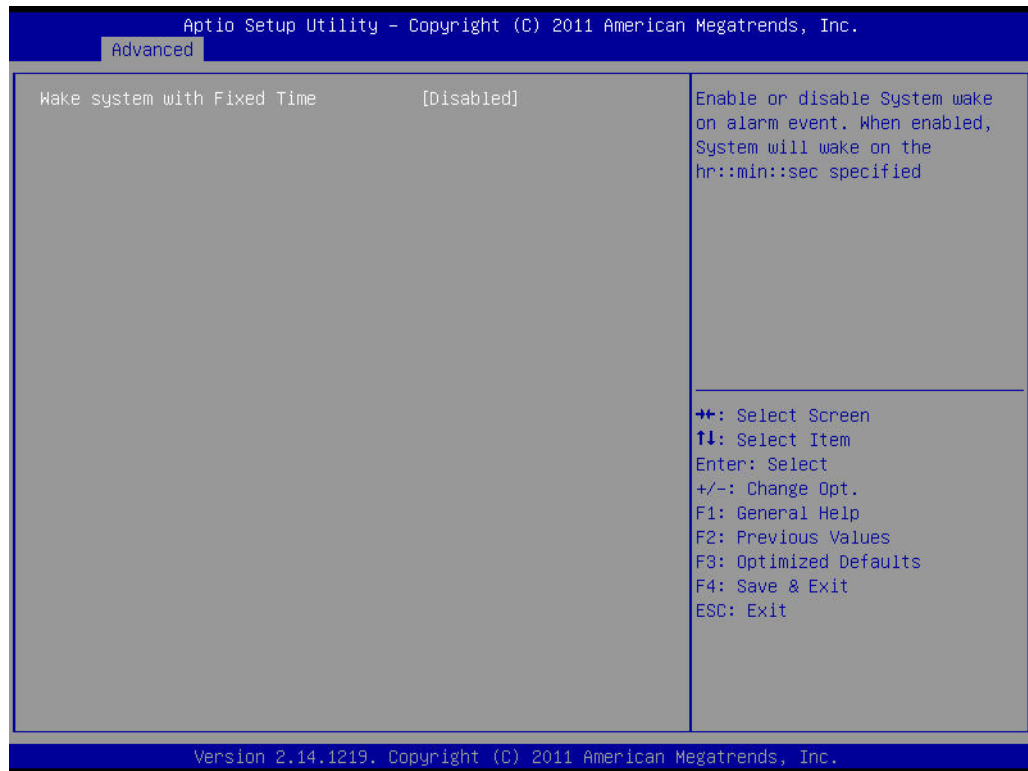 Aptio Setup Utility – Copyright (C) 2011 American Megatrends, Inc.
Advanced
Wake system with Fixed Time [Disabled]
Enable or disable System wake
on alarm event. When enabled,
System will wake on the
hr::min::sec specified
→←: Select Screen
↑↓: Select Item
Enter: Select
+/-: Change Opt.
F1: General Help
F2: Previous Values
F3: Optimized Defaults
F4: Save & Exit
ESC: Exit
Version 2.14.1219. Copyright (C) 2011 American Megatrends, Inc.